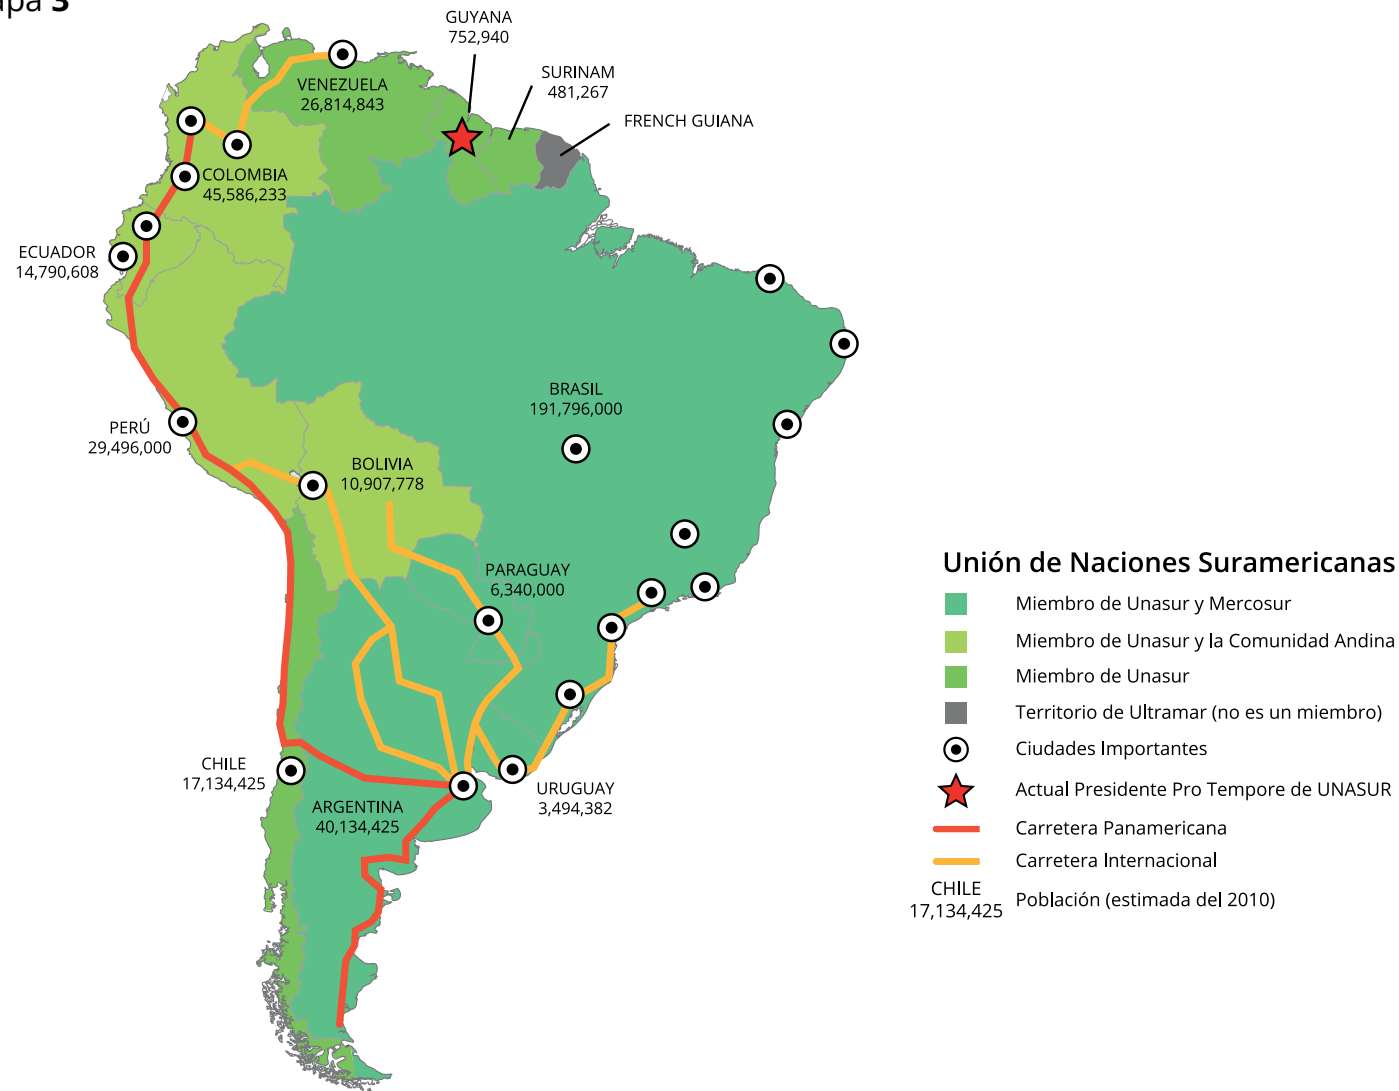 apa 3
GUYANA
752,940
SURINAM
481,267
FRENCH GUIANA
VENEZUELA
26,814,843
COLOMBIA
45,586,233
ECUADOR
14,790,608
BRASIL
191,796,000
PERÚ
29,496,000
BOLIVIA
10,907,778
PARAGUAY
6,340,000
CHILE
17,134,425
ARGENTINA
40,134,425
URUGUAY
3,494,382
Unión de Naciones Suramericanas
Miembro de Unasur y Mercosur
Miembro de Unasur y la Comunidad Andina
Miembro de Unasur
Territorio de Ultramar (no es un miembro)
Ciudades Importantes
Actual Presidente Pro Tempore de UNASUR
Carretera Panamericana
Carretera Internacional
CHILE
17,134,425
Población (estimada del 2010)